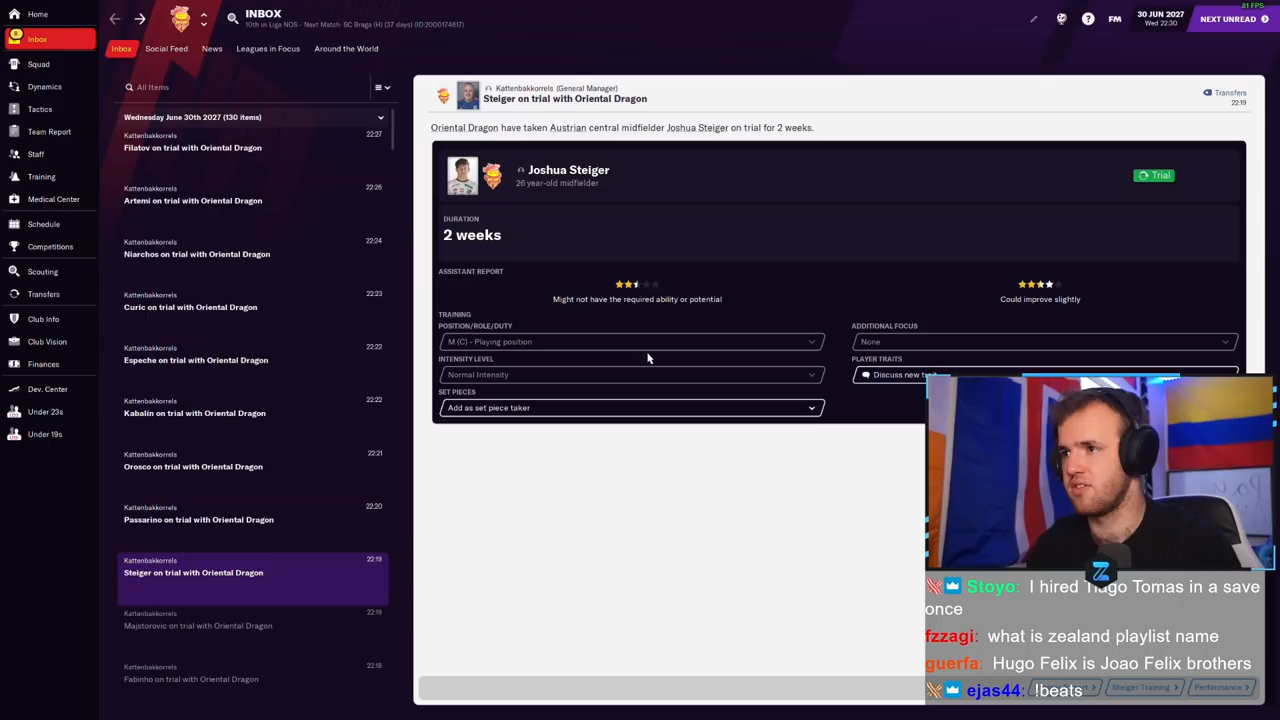 81 FPS
Home
Inbox
Squad
Dynamics
Tactics
Team Report
Staff
Training
Medical Center
Schedule
Competitions
Scouting
Transfers
Club Info
Club Vision
Finances
Dev. Center
Under 23s
Under 19s
INBOX
10th in Liga NOS - Next Match: SC Braga (H) (37 days) (ID:2000174617)
FM
30 JUN 2027
Wed 22:30
NEXT UNREAD
Inbox
Social Feed
News
Leagues in Focus
Around the World
All Items
Wednesday June 30th 2027 (130 items)
Kattenbakkorrels 22:27
Filatov on trial with Oriental Dragon
Kattenbakkorrels 22:26
Artemi on trial with Oriental Dragon
Kattenbakkorrels 22:24
Niarchos on trial with Oriental Dragon
Kattenbakkorrels 22:23
Curic on trial with Oriental Dragon
Kattenbakkorrels 22:22
Espeche on trial with Oriental Dragon
Kattenbakkorrels 22:22
Kabalín on trial with Oriental Dragon
Kattenbakkorrels 22:21
Orosco on trial with Oriental Dragon
Kattenbakkorrels 22:20
Passarino on trial with Oriental Dragon
Kattenbakkorrels 22:19
Steiger on trial with Oriental Dragon
Kattenbakkorrels 22:19
Majstorovic on trial with Oriental Dragon
Kattenbakkorrels 22:18
Fabinho on trial with Oriental Dragon
Kattenbakkorrels (General Manager)
Steiger on trial with Oriental Dragon
Transfers
22:19
Oriental Dragon have taken Austrian central midfielder Joshua Steiger on trial for 2 weeks.
Joshua Steiger
26 year-old midfielder
Trial
DURATION
2 weeks
ASSISTANT REPORT
Might not have the required ability or potential
Could improve slightly
TRAINING
POSITION/ROLE/DUTY
M (C) - Playing position
ADDITIONAL FOCUS
None
INTENSITY LEVEL
Normal Intensity
PLAYER TRAITS
Discuss new trait
SET PIECES
Add as set piece taker
Stoyo: I hired Tiago Tomas in a save
once
fzzagi: what is zealand playlist name
guerfa: Hugo Felix is Joao Felix brothers
ejas44: !beats
Steiger Training
Performance